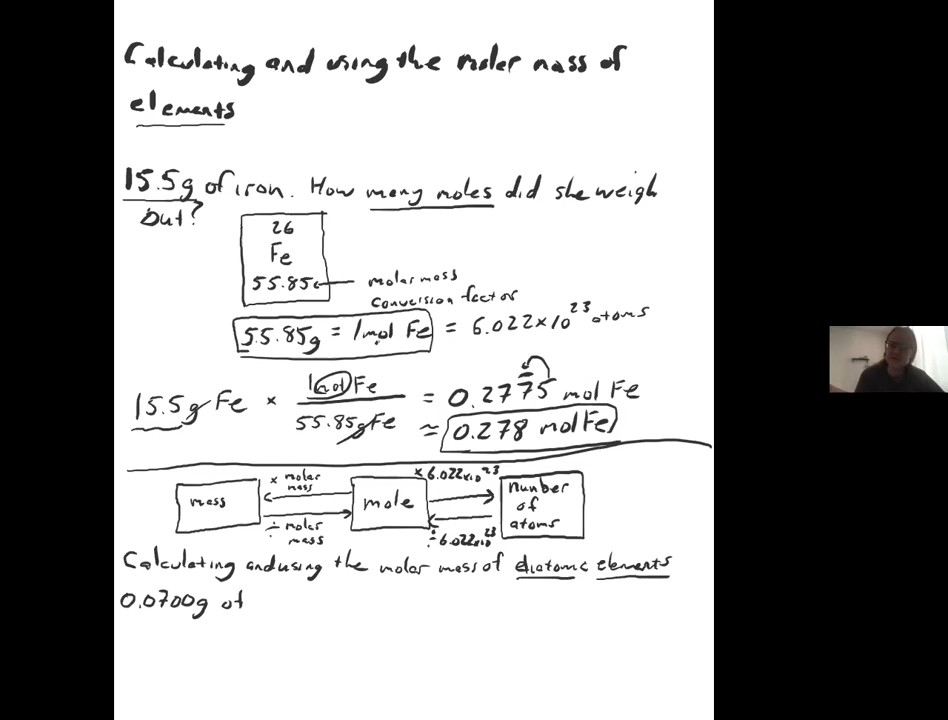 Calculating and using the molar mass of
elements
15.5g of iron. How many moles did she weigh
out?
26
Fe
55.85
molar mass
conversion factor
55.85g = 1mol Fe = 6.022×10^23 atoms
15.5g Fe × 1mol Fe / 55.85g Fe = 0.2775 mol Fe
≈ 0.278 mol Fe
mass
× molar
mass
÷ molar
mass
mole
× 6.022×10^23
÷ 6.022×10^23
number
of
atoms
Calculating and using the molar mass of diatomic elements
0.0700g of